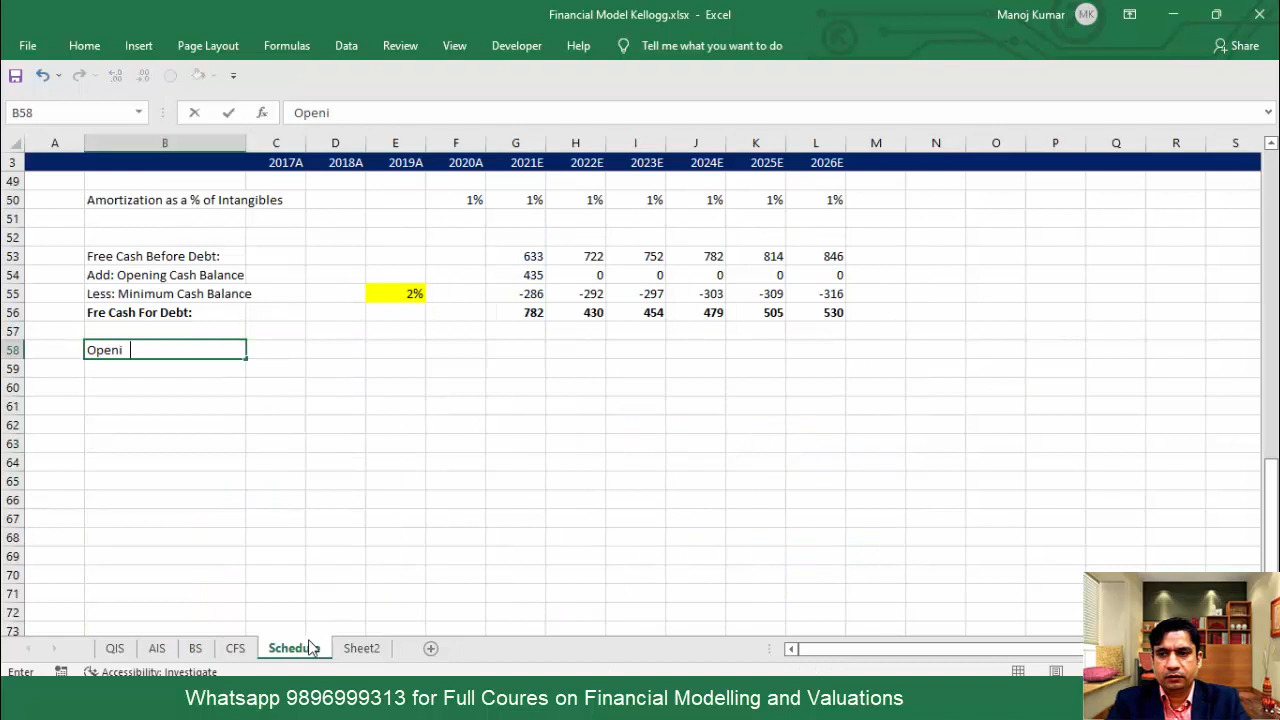 Financial Model Kellogg.xlsx - Excel
Manoj Kumar MK
File Home Insert Page Layout Formulas Data Review View Developer Help Tell me what you want to do Share
B58 fx Openi
A B C D E F G H I J K L M N O P Q R S
3 2017A 2018A 2019A 2020A 2021E 2022E 2023E 2024E 2025E 2026E
49
50 Amortization as a % of Intangibles 1% 1% 1% 1% 1% 1% 1%
51
52
53 Free Cash Before Debt: 633 722 752 782 814 846
54 Add: Opening Cash Balance 435 0 0 0 0 0
55 Less: Minimum Cash Balance 2% -286 -292 -297 -303 -309 -316
56 Fre Cash For Debt: 782 430 454 479 505 530
57
58 Openi
59
60
61
62
63
64
65
66
67
68
69
70
71
72
73
QIS AIS BS CFS Sheet2
Enter Accessibility: Investigate
Whatsapp 9896999313 for Full Coures on Financial Modelling and Valuations